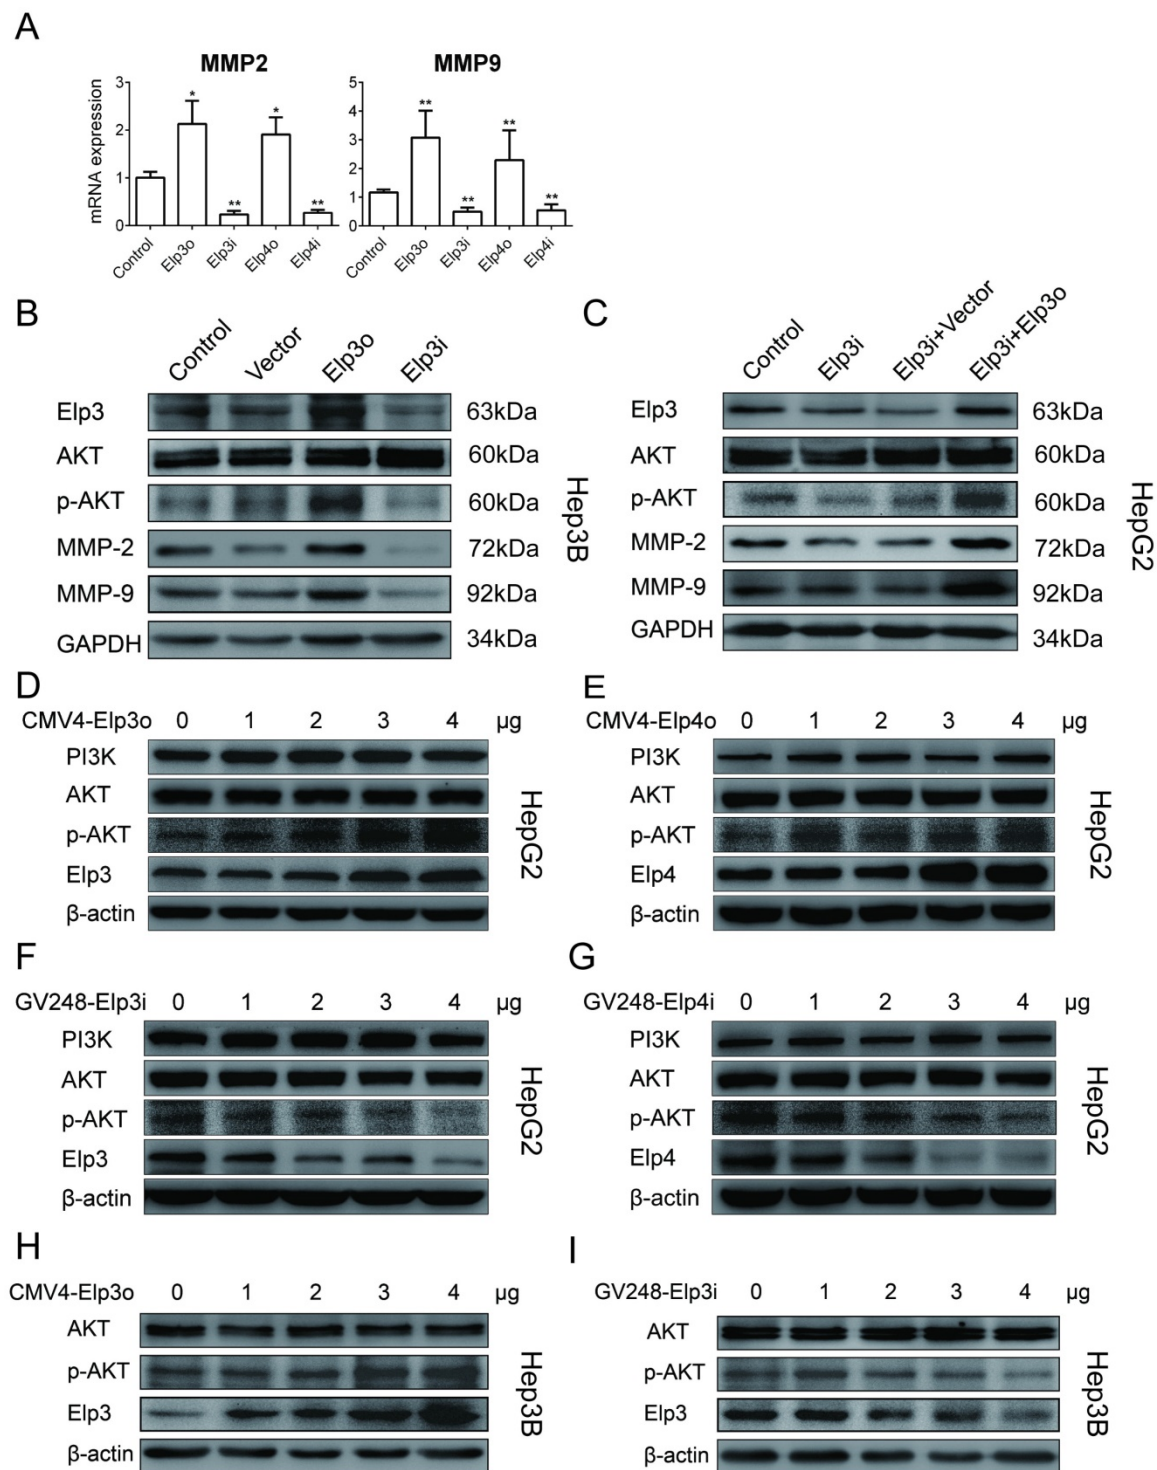 A
MMP2
MMP9
mRNA expression
3
2
1
0
* ** * **
Control Elp3o Elp3i Elp4o Elp4i
5
4
3
2
1
0
** ** ** **
Control Elp3o Elp3i Elp4o Elp4i
B
Control Vector Elp3o Elp3i
Elp3 63kDa
AKT 60kDa
p-AKT 60kDa
MMP-2 72kDa
MMP-9 92kDa
GAPDH 34kDa
Hep3B
C
Control Elp3i Elp3i+Vector Elp3i+Elp3o
Elp3 63kDa
AKT 60kDa
p-AKT 60kDa
MMP-2 72kDa
MMP-9 92kDa
GAPDH 34kDa
HepG2
D
CMV4-Elp3o 0 1 2 3 4 µg
PI3K
AKT
p-AKT
Elp3
β-actin
HepG2
E
CMV4-Elp4o 0 1 2 3 4 µg
PI3K
AKT
p-AKT
Elp4
β-actin
HepG2
F
GV248-Elp3i 0 1 2 3 4 µg
PI3K
AKT
p-AKT
Elp3
β-actin
HepG2
G
GV248-Elp4i 0 1 2 3 4 µg
PI3K
AKT
p-AKT
Elp4
β-actin
HepG2
H
CMV4-Elp3o 0 1 2 3 4 µg
AKT
p-AKT
Elp3
β-actin
Hep3B
I
GV248-Elp3i 0 1 2 3 4 µg
AKT
p-AKT
Elp3
β-actin
Hep3B